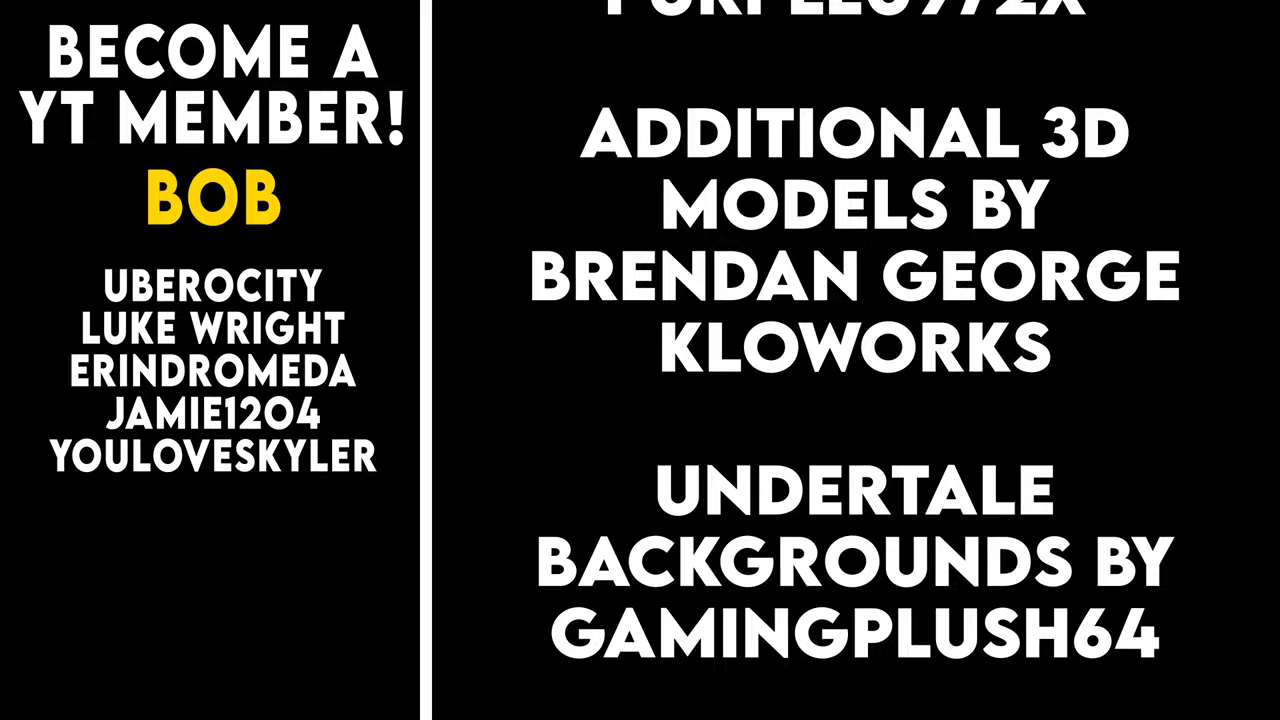 BECOME A
YT MEMBER!
BOB
UBEROCITY
LUKE WRIGHT
ERINDROMEDA
JAMIE1204
YOULOVESKYLER
ADDITIONAL 3D
MODELS BY
BRENDAN GEORGE
KLOWORKS
UNDERTALE
BACKGROUNDS BY
GAMINGPLUSH64